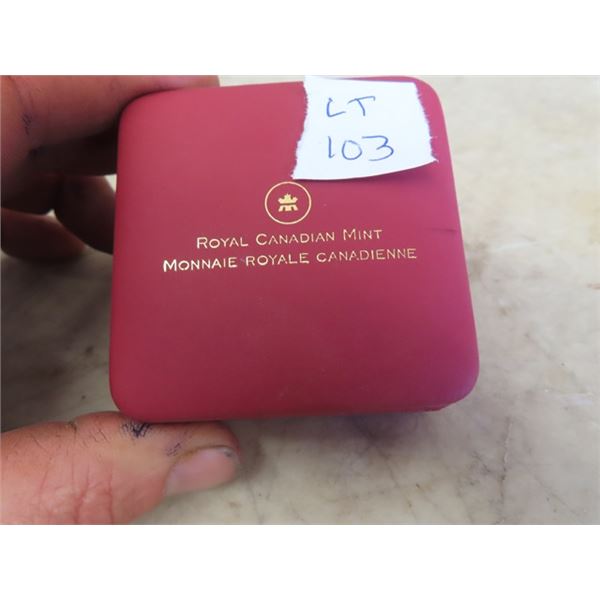 LT
103
ROYAL CANADIAN MINT
MONNAIE ROYALE CANADIENNE